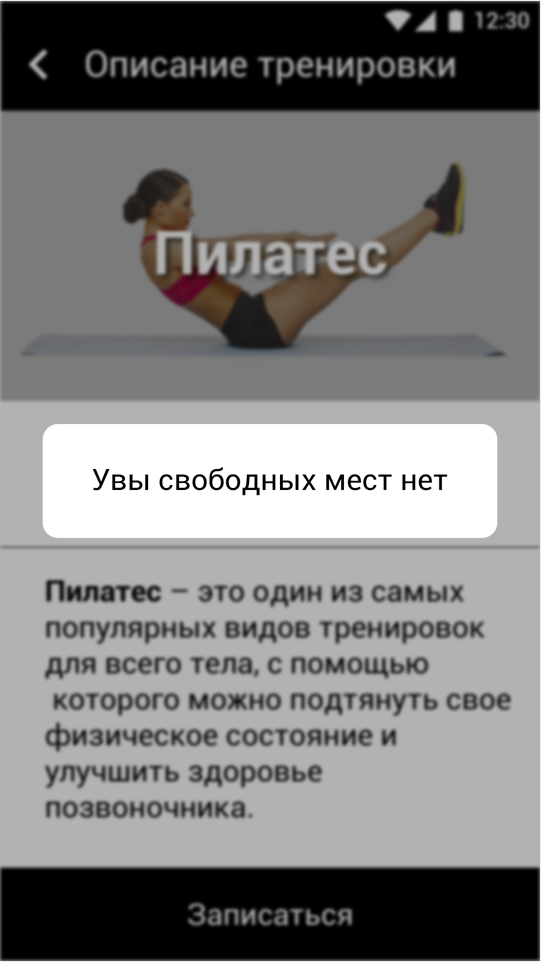 12:30
Описание тренировки
Пилатес
Увы свободных мест нет
Пилатес – это один из самых
популярных видов тренировок
для всего тела, с помощью
которого можно подтянуть свое
физическое состояние и
улучшить здоровье
позвоночника.
Записаться